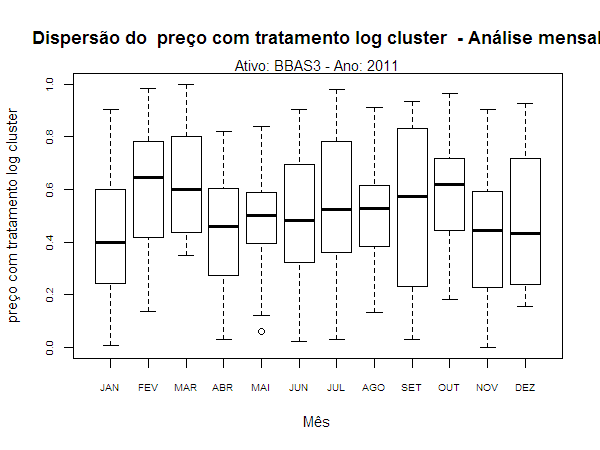 Dispersão do  preço com tratamento log cluster  - Análise mensal
Ativo: BBAS3 - Ano: 2011
preço com tratamento log cluster
1.0
0.8
0.6
0.4
0.2
0.0
JAN FEV MAR ABR MAI JUN JUL AGO SET OUT NOV DEZ
Mês